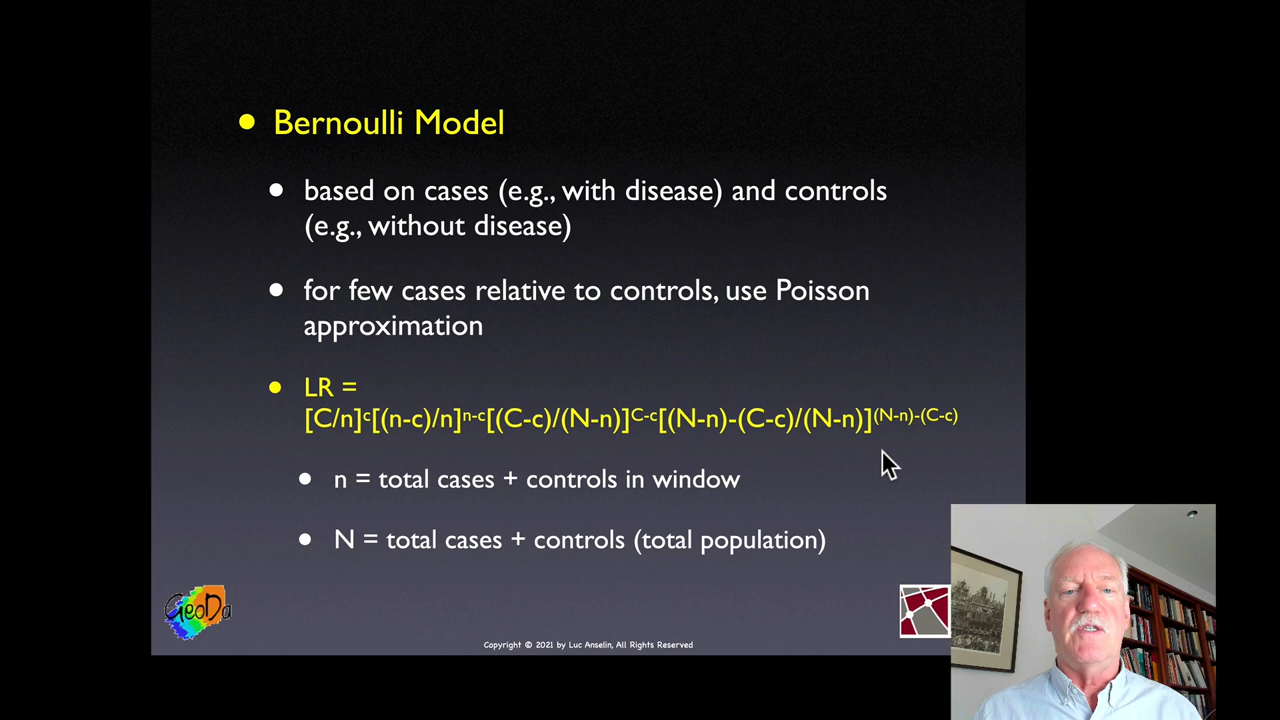 Bernoulli Model
based on cases (e.g., with disease) and controls
(e.g., without disease)
for few cases relative to controls, use Poisson
approximation
LR =
[C/n]ᶜ[(n-c)/n]ⁿ⁻ᶜ[(C-c)/(N-n)]C-c[(N-n)-(C-c)/(N-n)](N-n)-(C-c)
n = total cases + controls in window
N = total cases + controls (total population)
GeoDa
Copyright © 2021 by Luc Anselin, All Rights Reserved